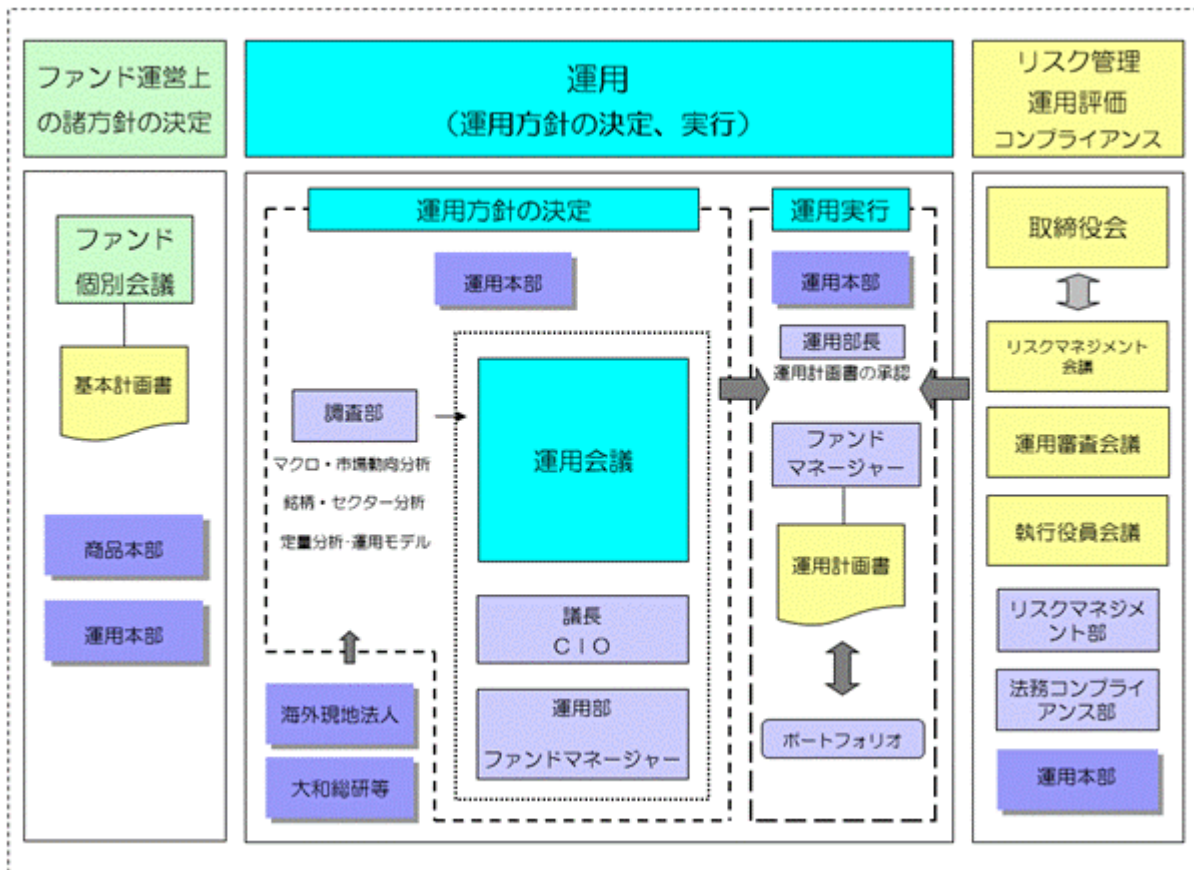 ファンド運営上
の諸方針の決定
運用
（運用方針の決定、実行）
リスク管理
運用評価
コンプライアンス
ファンド
個別会議
基本計画書
商品本部
運用本部
運用方針の決定
運用本部
調査部
マクロ・市場動向分析
銘柄・セクター分析
定量分析・運用モデル
運用会議
議長
ＣＩＯ
運用部
ファンドマネージャー
海外現地法人
大和総研等
運用実行
運用本部
運用部長
運用計画書の承認
ファンド
マネージャー
運用計画書
ポートフォリオ
取締役会
リスクマネジメント
会議
運用審査会議
執行役員会議
リスクマネジメ
ント部
法務コンプライ
アンス部
運用本部